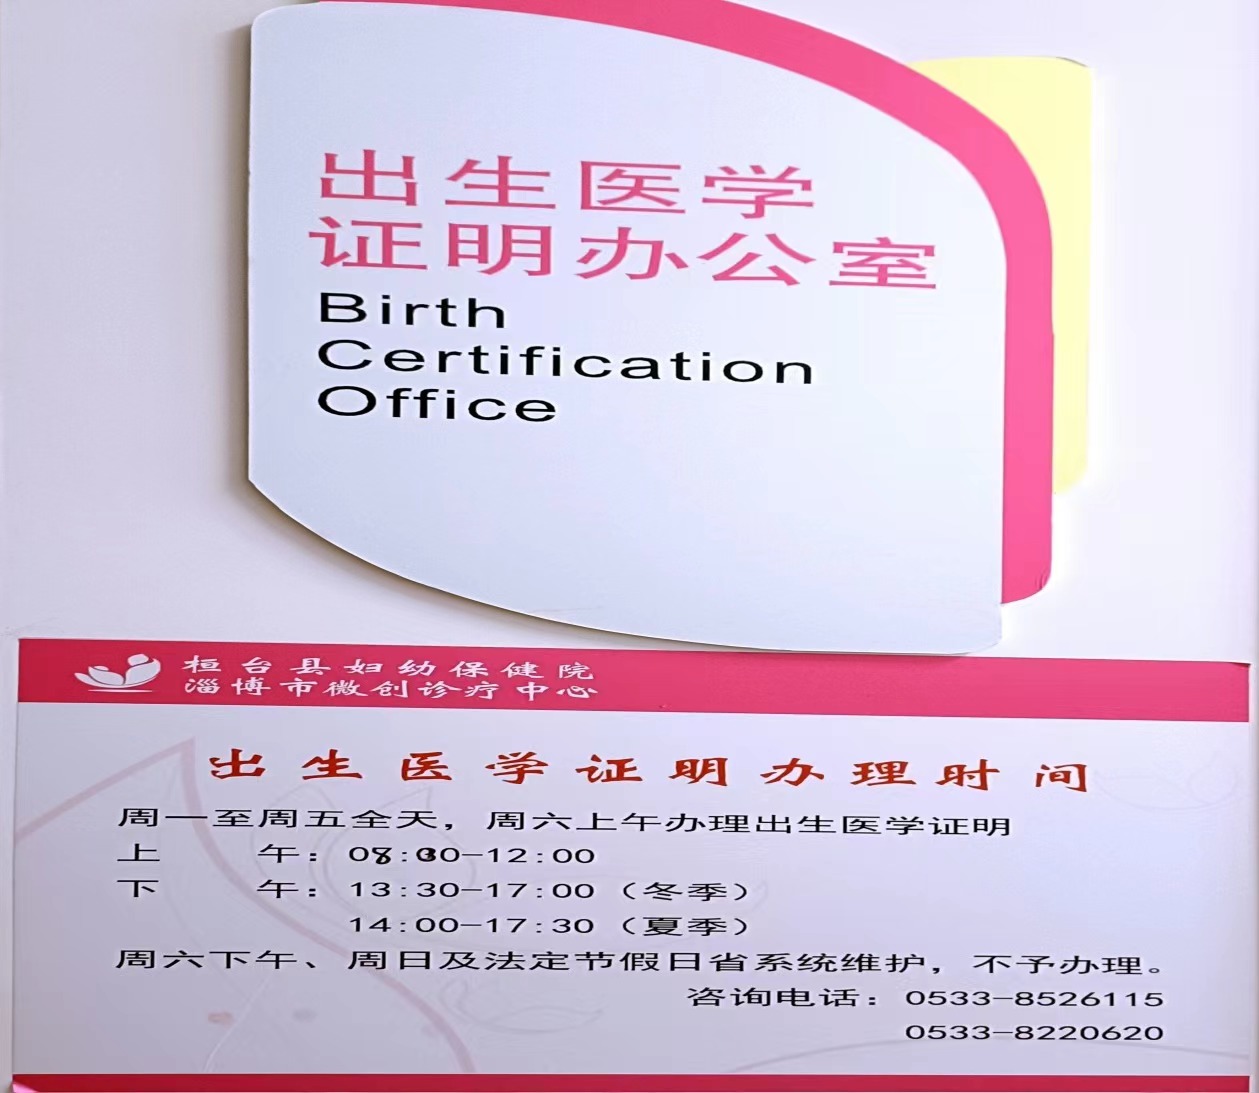 出生医学
证明办公室
Birth
Certification
Office
桓台县妇幼保健院
淄博市微创诊疗中心
出生医学证明办理时间
周一至周五全天，周六上午办理出生医学证明
上　　午：08:00-12:00
下　　午：13:30-17:00（冬季）
14:00-17:30（夏季）
周六下午、周日及法定节假日省系统维护，不予办理。
咨询电话：0533-8526115
0533-8220620